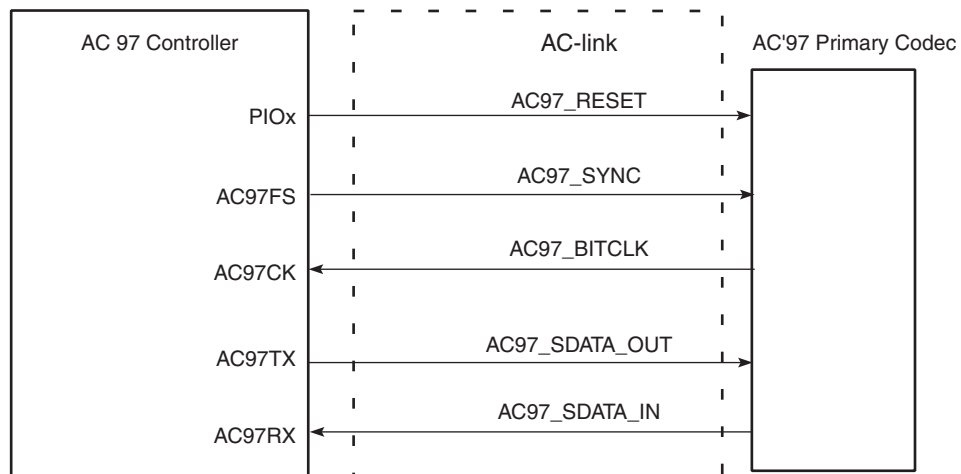 AC 97 Controller
AC-link
AC'97 Primary Codec
PIOx
AC97_RESET
AC97FS
AC97_SYNC
AC97CK
AC97_BITCLK
AC97TX
AC97_SDATA_OUT
AC97RX
AC97_SDATA_IN